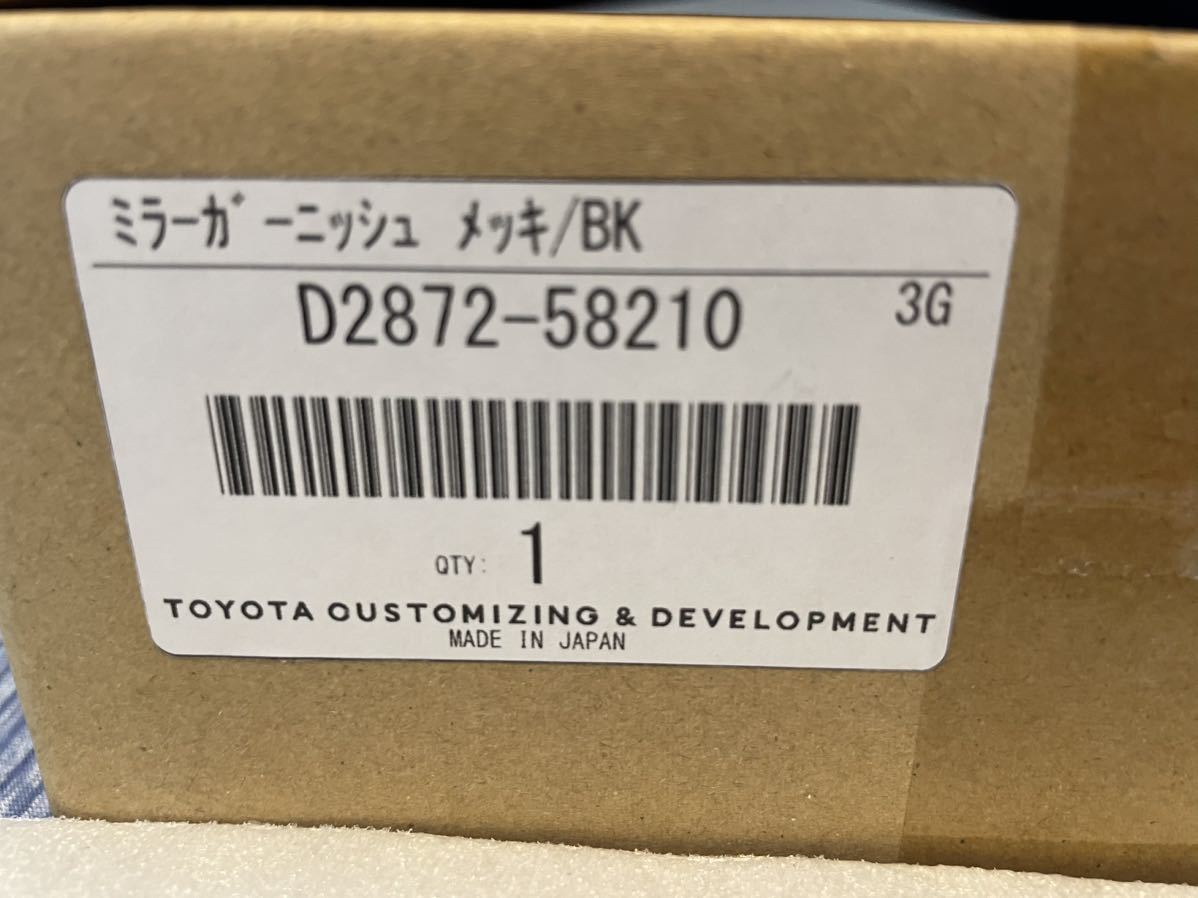 ﾐﾗｰｶﾞｰﾆｯｼｭ ﾒｯｷ/BK
D2872-58210 3G
QTY: 1
TOYOTA CUSTOMIZING & DEVELOPMENT
MADE IN JAPAN